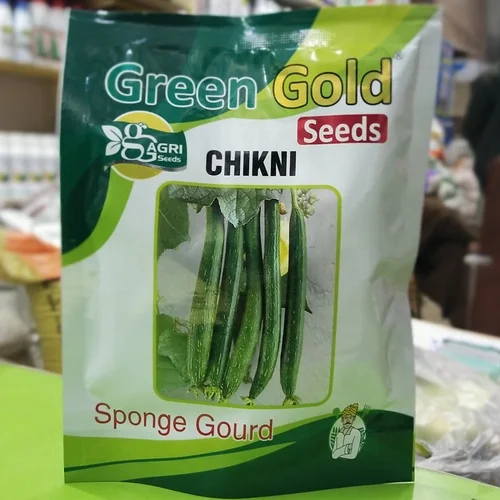 Green Gold
Seeds
g AGRI
Seeds
CHIKNI
Sponge Gourd